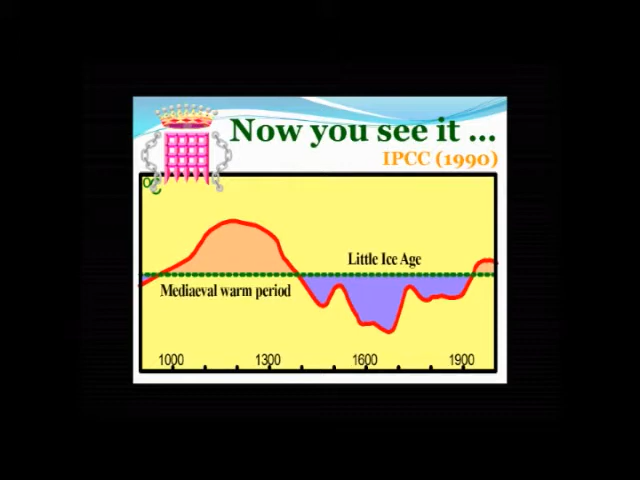 Now you see it ...
IPCC (1990)
°C
Little Ice Age
Mediaeval warm period
1000 1300 1600 1900